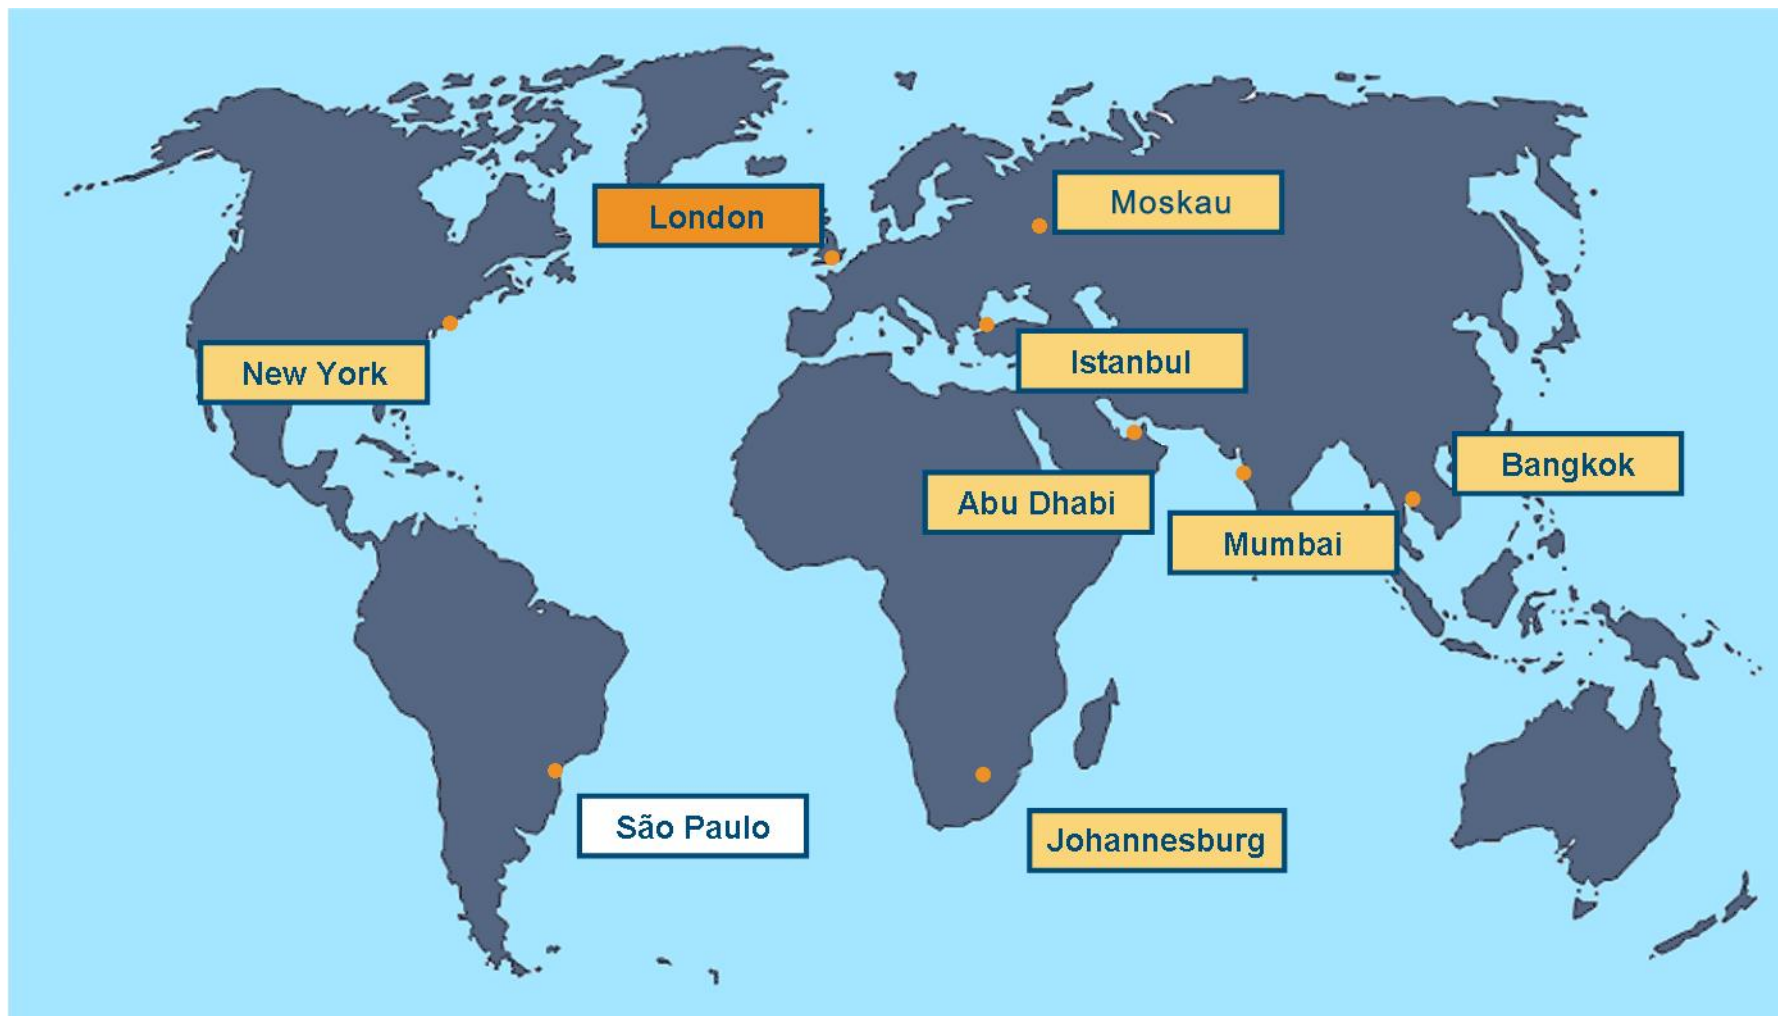 Moskau
London
Istanbul
New York
Bangkok
Abu Dhabi
Mumbai
São Paulo
Johannesburg